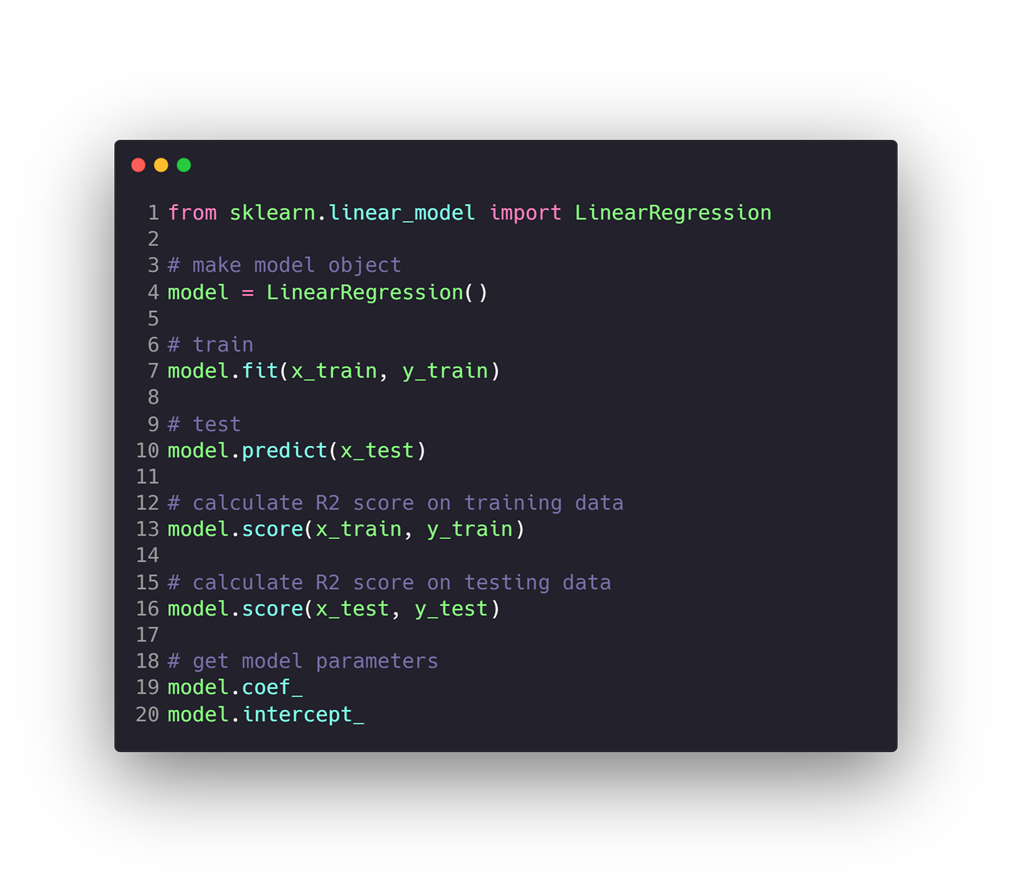 1 from sklearn.linear_model import LinearRegression
2
3 # make model object
4 model = LinearRegression()
5
6 # train
7 model.fit(x_train, y_train)
8
9 # test
10 model.predict(x_test)
11
12 # calculate R2 score on training data
13 model.score(x_train, y_train)
14
15 # calculate R2 score on testing data
16 model.score(x_test, y_test)
17
18 # get model parameters
19 model.coef_
20 model.intercept_